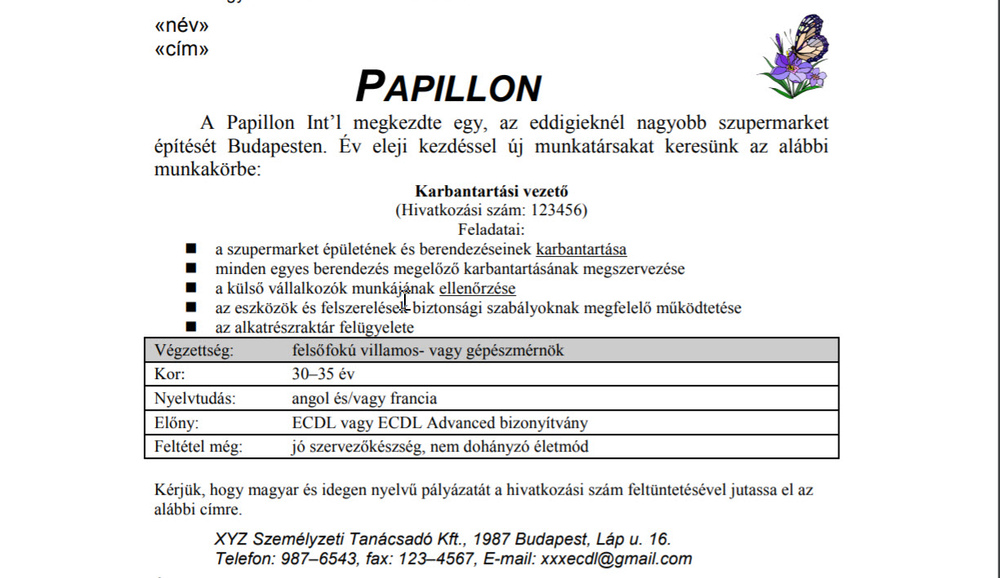 «név»
«cím»
PAPILLON
A Papillon Int’l megkezdte egy, az eddigieknél nagyobb szupermarket
építését Budapesten. Év eleji kezdéssel új munkatársakat keresünk az alábbi
munkakörbe:
Karbantartási vezető
(Hivatkozási szám: 123456)
Feladatai:
■ a szupermarket épületének és berendezéseinek karbantartása
■ minden egyes berendezés megelőző karbantartásának megszervezése
■ a külső vállalkozók munkájának ellenőrzése
■ az eszközök és felszerelések biztonsági szabályoknak megfelelő működtetése
■ az alkatrészraktár felügyelete
Végzettség: felsőfokú villamos- vagy gépészmérnök
Kor: 30–35 év
Nyelvtudás: angol és/vagy francia
Előny: ECDL vagy ECDL Advanced bizonyítvány
Feltétel még: jó szervezőkészség, nem dohányzó életmód
Kérjük, hogy magyar és idegen nyelvű pályázatát a hivatkozási szám feltüntetésével jutassa el az
alábbi címre.
XYZ Személyzeti Tanácsadó Kft., 1987 Budapest, Láp u. 16.
Telefon: 987–6543, fax: 123–4567, E-mail: xxxecdl@gmail.com